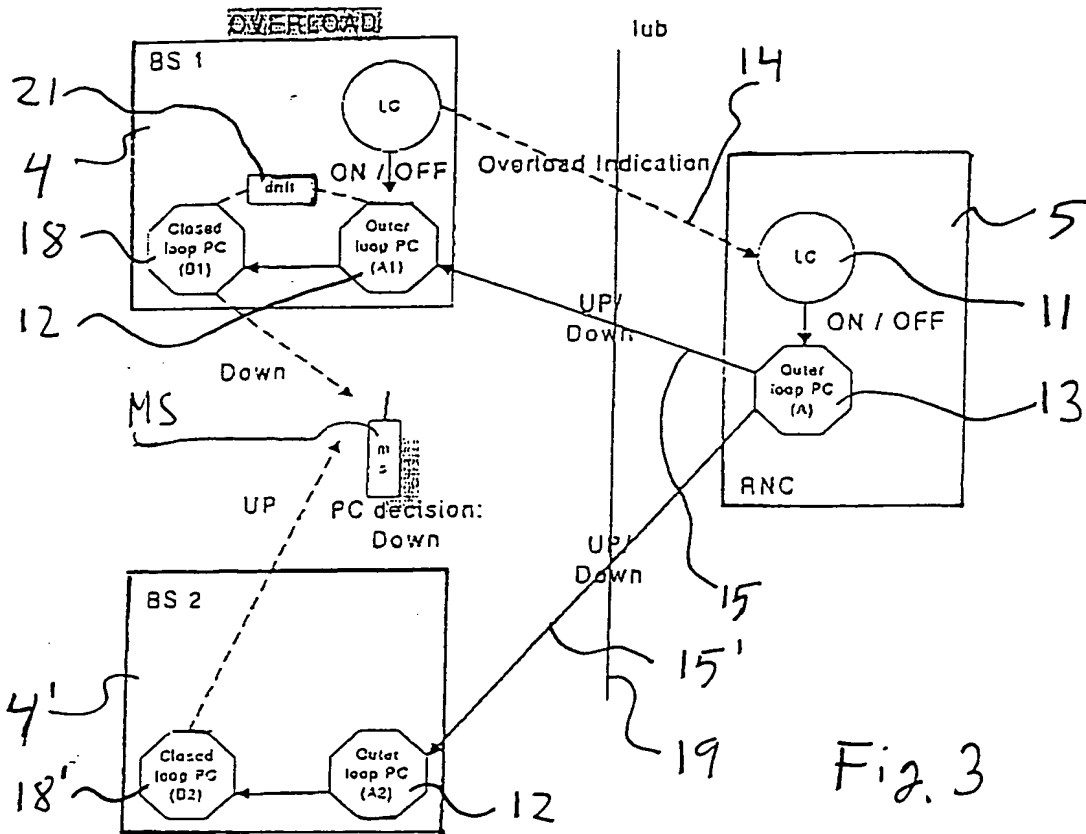 OVERLOAD
Iub
BS 1
14
21
LC
4
Overload Indication
ON / OFF
drift
5
18
Closed
loop PC
(B1)
Outer
loop PC
(A1)
LC
12
UP/
Down
11
ON / OFF
Down
Outer
loop PC
(A)
13
MS
m
s
UP
PC decision:
Down
RNC
UP/
Down
BS 2
15
15'
4'
Closed
loop PC
(B2)
Outer
loop PC
(A2)
19
18'
12
Fig. 3